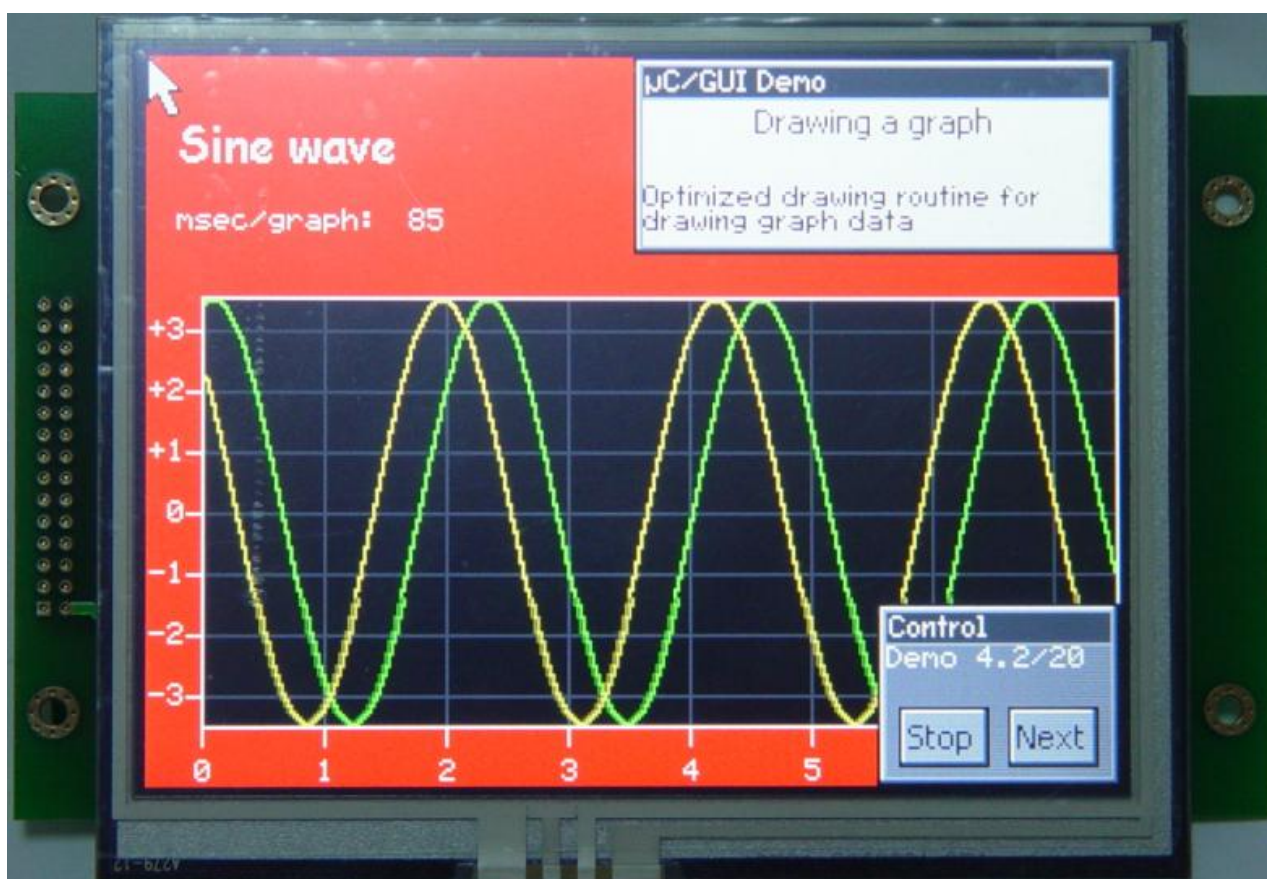 µC/GUI Demo
Drawing a graph
Optimized drawing routine for
drawing graph data
Sine wave
msec/graph: 85
+3
+2
+1
0
-1
-2
-3
0 1 2 3 4 5
Control
Demo 4.2/20
Stop Next